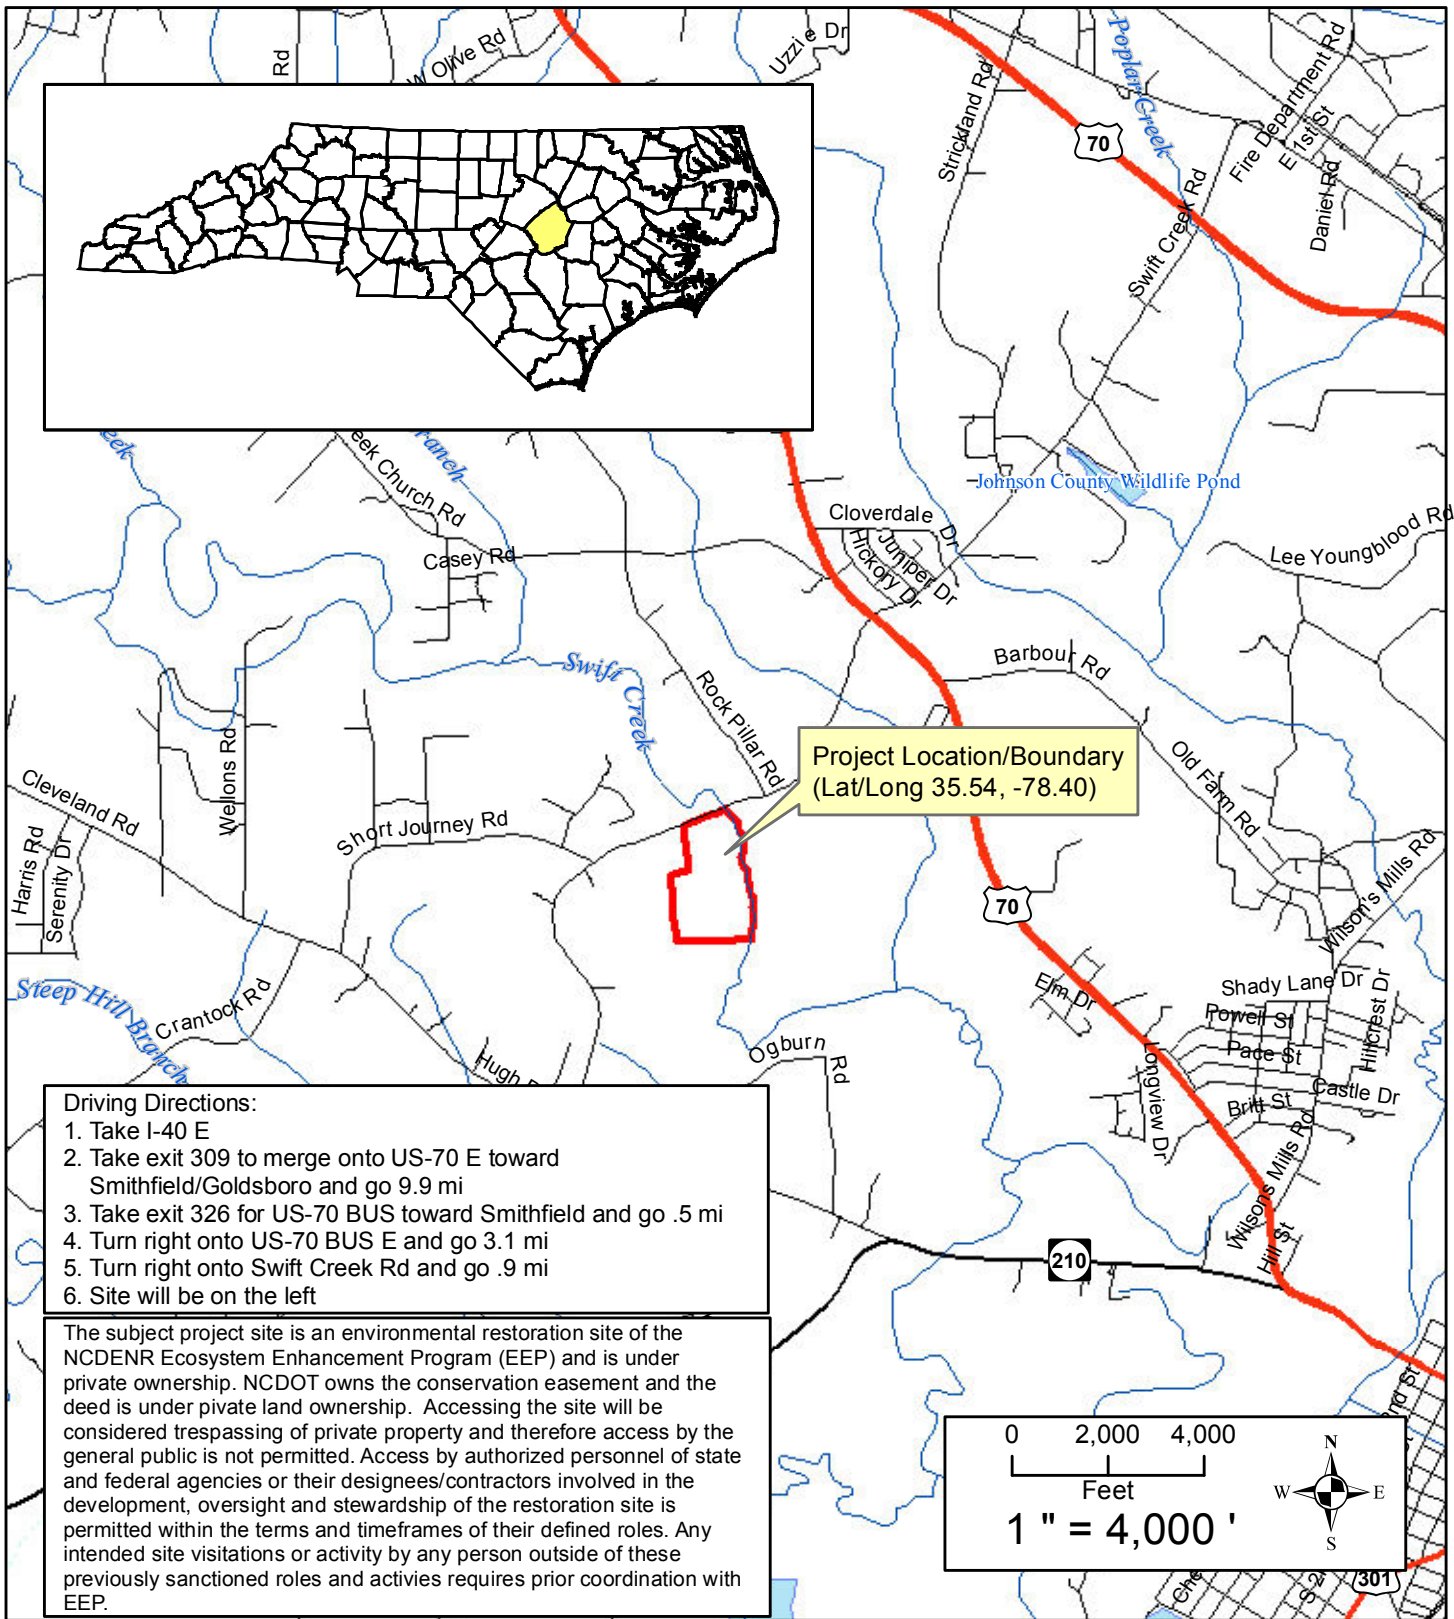 Rd
W Olive Rd
Uzzie Dr
Strickland Rd
Poplar Creek
70
Fire Department Rd
E 1st St
Daniel Rd
Swift Creek Rd
eek
ranch
eek Church Rd
Casey Rd
Cloverdale Dr
Juniper Dr
Hickory Dr
Johnson County Wildlife Pond
Lee Youngblood Rd
Swift Creek
Rock Pillar Rd
Barbour Rd
Old Farm Rd
Project Location/Boundary
(Lat/Long 35.54, -78.40)
Wellons Rd
Cleveland Rd
Short Journey Rd
Harris Rd
Serenity Dr
Wilson's Mills Rd
70
Elm Dr
Shady Lane Dr
Powell St
Pace St
Hillcrest Dr
Castle Dr
Britt St
Longview Dr
Steep Hill Branch
Crantock Rd
Hugh
Ogburn Rd
Wilsons Mills Rd
Hill St
210
Driving Directions:
1. Take I-40 E
2. Take exit 309 to merge onto US-70 E toward
Smithfield/Goldsboro and go 9.9 mi
3. Take exit 326 for US-70 BUS toward Smithfield and go .5 mi
4. Turn right onto US-70 BUS E and go 3.1 mi
5. Turn right onto Swift Creek Rd and go .9 mi
6. Site will be on the left
The subject project site is an environmental restoration site of the
NCDENR Ecosystem Enhancement Program (EEP) and is under
private ownership. NCDOT owns the conservation easement and the
deed is under pivate land ownership.  Accessing the site will be
considered trespassing of private property and therefore access by the
general public is not permitted. Access by authorized personnel of state
and federal agencies or their designees/contractors involved in the
development, oversight and stewardship of the restoration site is
permitted within the terms and timeframes of their defined roles. Any
intended site visitations or activity by any person outside of these
previously sanctioned roles and activies requires prior coordination with
EEP.
0 2,000 4,000
Feet
1 " = 4,000 '
N
W E
S
nd St
Che
S 2
301